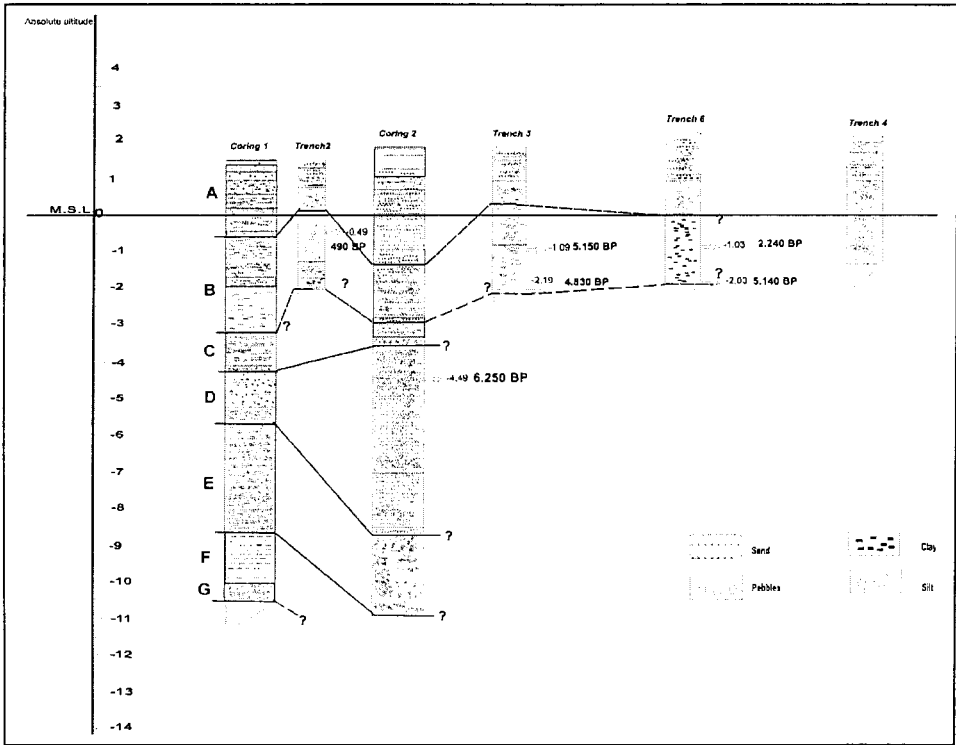 Absolute altitude
4
3
2
1
M.S.L 0
-1
-2
-3
-4
-5
-6
-7
-8
-9
-10
-11
-12
-13
-14
Coring 1
Trench2
Coring 2
Trench 3
Trench 6
Trench 4
A
B
C
D
E
F
G
-0.49
490 BP
-1.09 5.150 BP
-2.19 4.830 BP
-1.03 2.240 BP
-2.03 5.140 BP
-4.49 6.250 BP
?
?
?
?
?
?
?
?
?
?
Sand
Clay
Pebbles
Silt